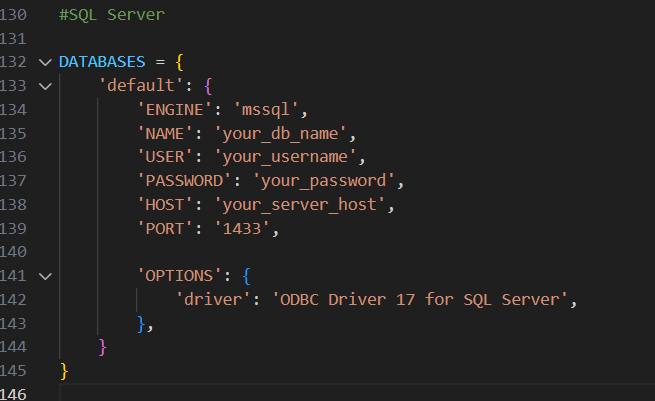 130 #SQL Server
131
132 DATABASES = {
133 'default': {
134 'ENGINE': 'mssql',
135 'NAME': 'your_db_name',
136 'USER': 'your_username',
137 'PASSWORD': 'your_password',
138 'HOST': 'your_server_host',
139 'PORT': '1433',
140
141 'OPTIONS': {
142 'driver': 'ODBC Driver 17 for SQL Server',
143 },
144 }
145 }
146